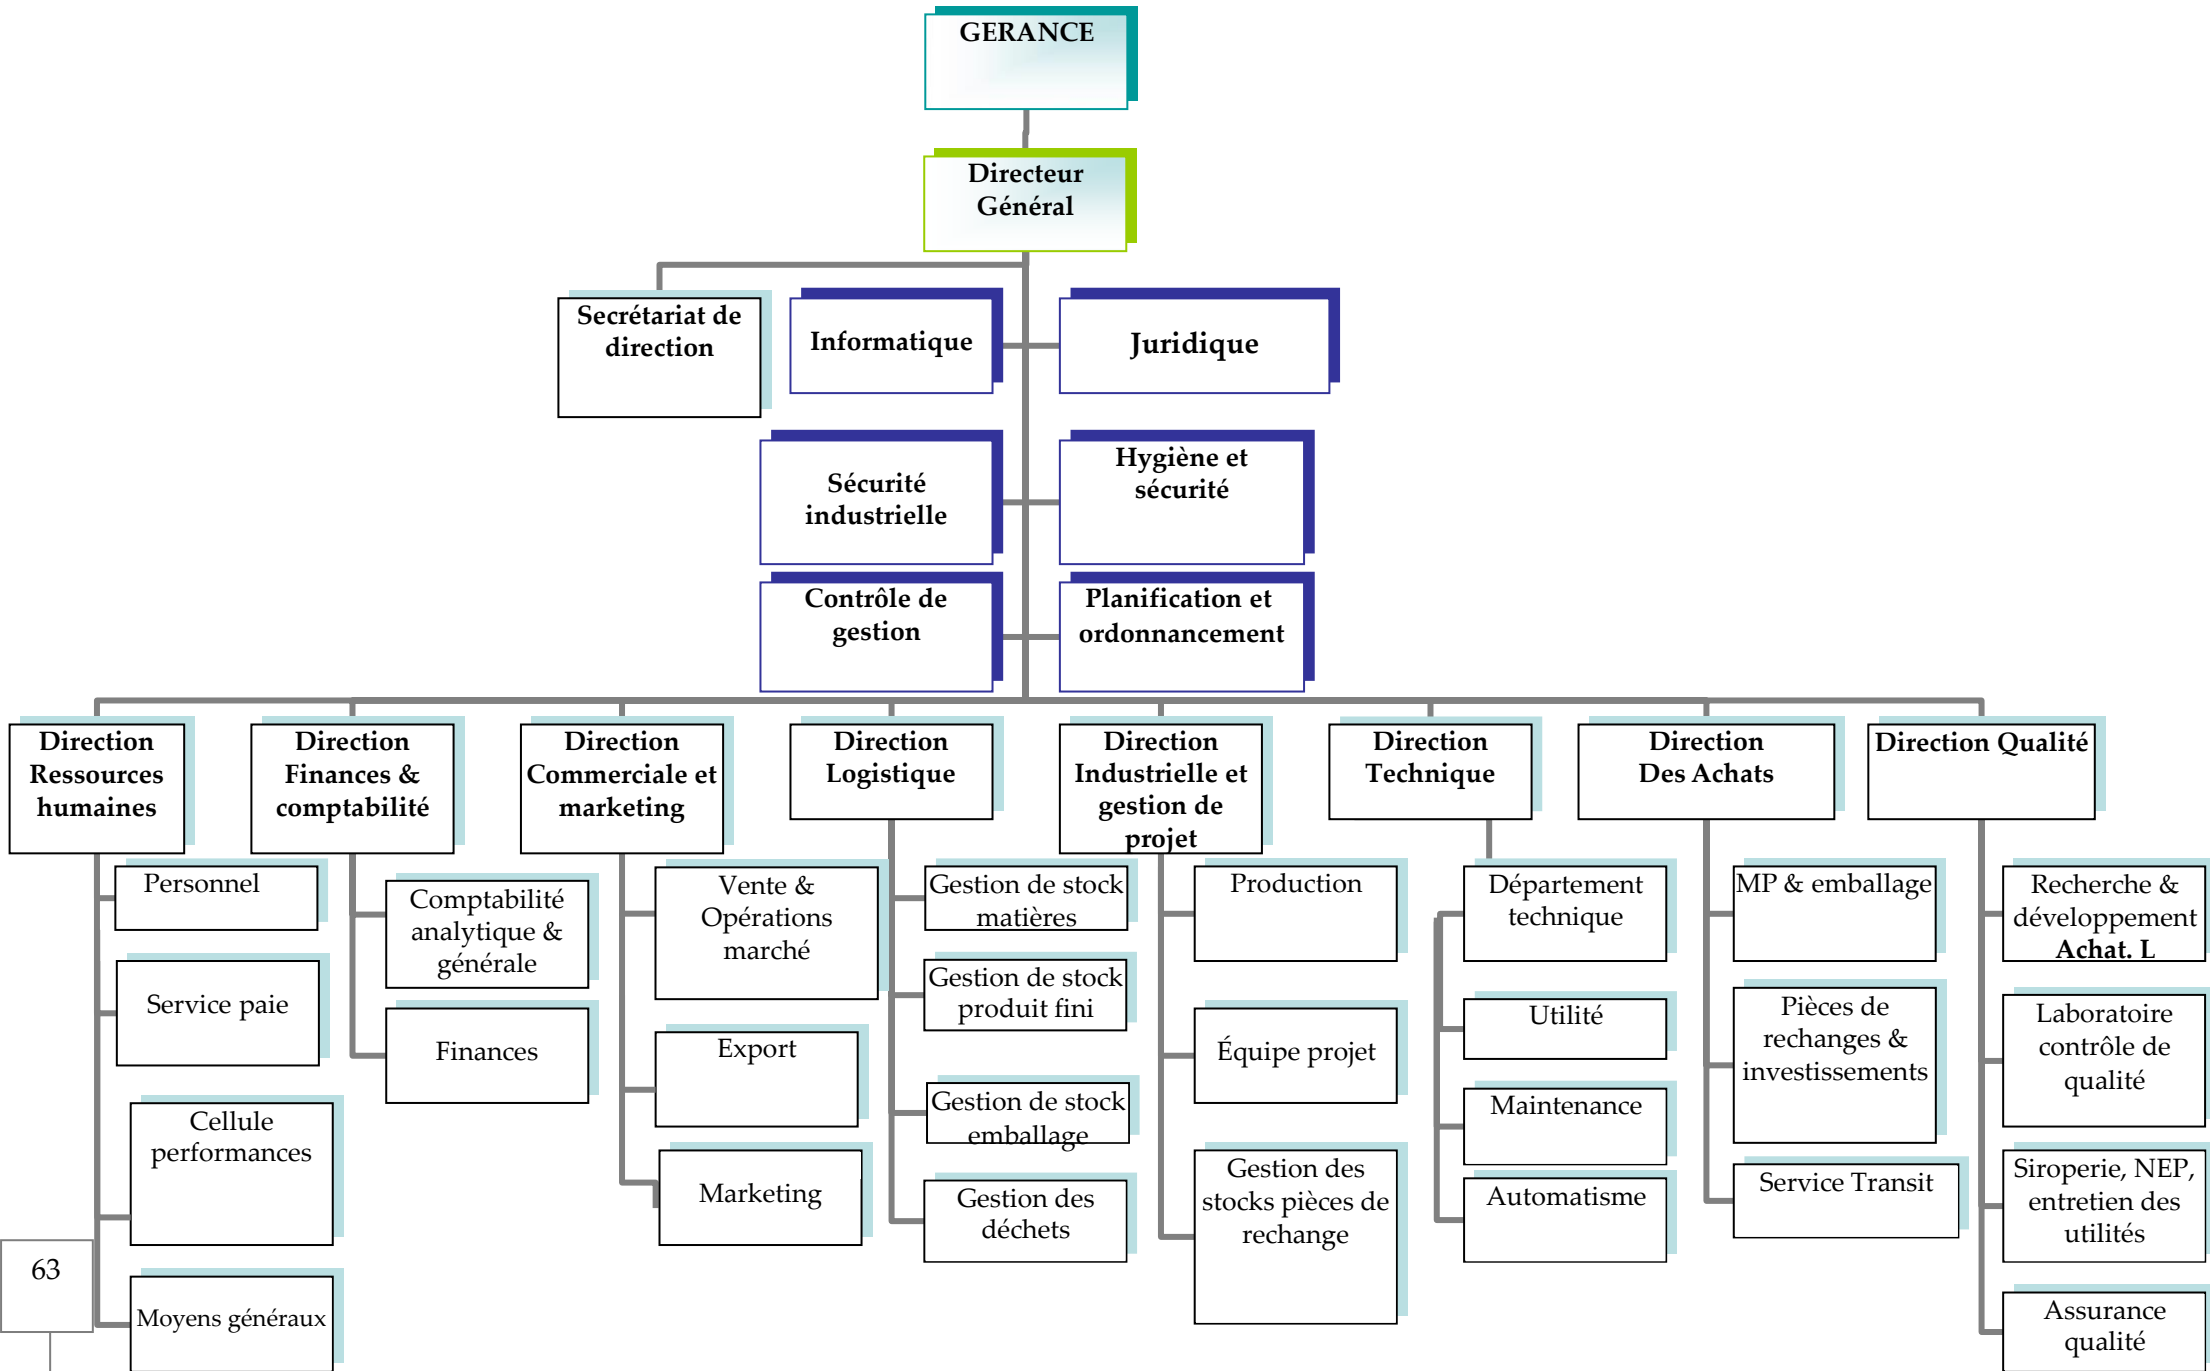 GERANCE
Directeur
Général
Secrétariat de
direction
Informatique
Juridique
Sécurité
industrielle
Hygiène et
sécurité
Contrôle de
gestion
Planification et
ordonnancement
Direction
Ressources
humaines
Direction
Finances &
comptabilité
Direction
Commerciale et
marketing
Direction
Logistique
Direction
Industrielle et
gestion de
projet
Direction
Technique
Direction
Des Achats
Direction Qualité
Personnel
Service paie
Cellule
performances
Moyens généraux
Comptabilité
analytique &
générale
Finances
Vente &
Opérations
marché
Export
Marketing
Gestion de stock
matières
Gestion de stock
produit fini
Gestion de stock
emballage
Gestion des
déchets
Production
Équipe projet
Gestion des
stocks pièces de
rechange
Département
technique
Utilité
Maintenance
Automatisme
MP & emballage
Pièces de
rechanges &
investissements
Service Transit
Recherche &
développement
Achat. L
Laboratoire
contrôle de
qualité
Siroperie, NEP,
entretien des
utilités
Assurance
qualité
63